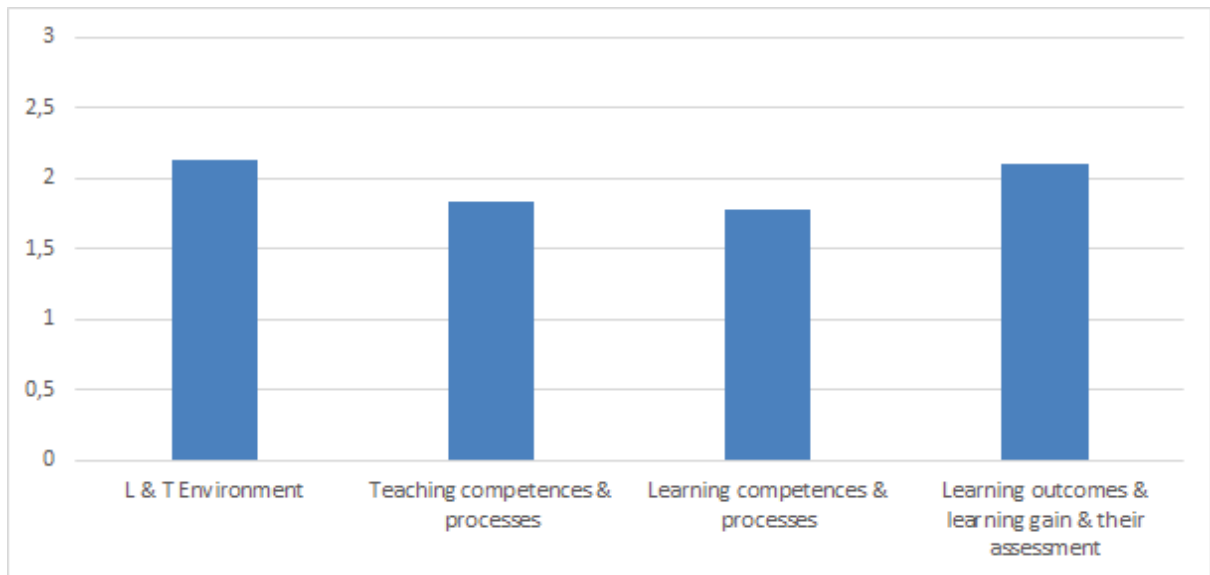 3
2,5
2
1,5
1
0,5
0
L & T Environment
Teaching competences &
processes
Learning competences &
processes
Learning outcomes &
learning gain & their
assessment